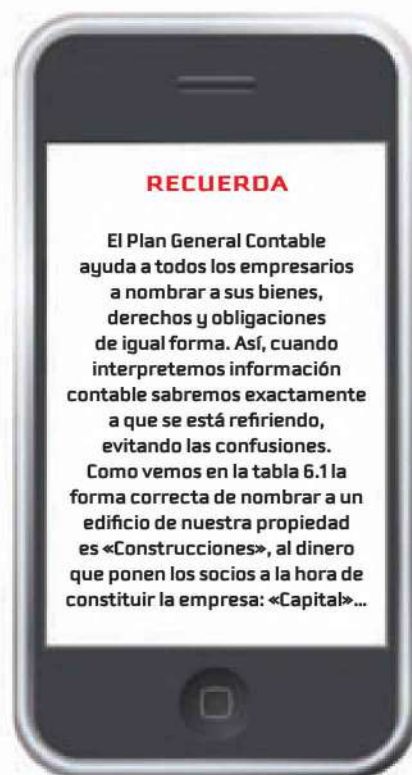 RECUERDA
El Plan General Contable
ayuda a todos los empresarios
a nombrar a sus bienes,
derechos y obligaciones
de igual forma. Así, cuando
interpretemos información
contable sabremos exactamente
a que se está refiriendo,
evitando las confusiones.
Como vemos en la tabla 6.1 la
forma correcta de nombrar a un
edificio de nuestra propiedad
es «Construcciones», al dinero
que ponen los socios a la hora de
constituir la empresa: «Capital»...